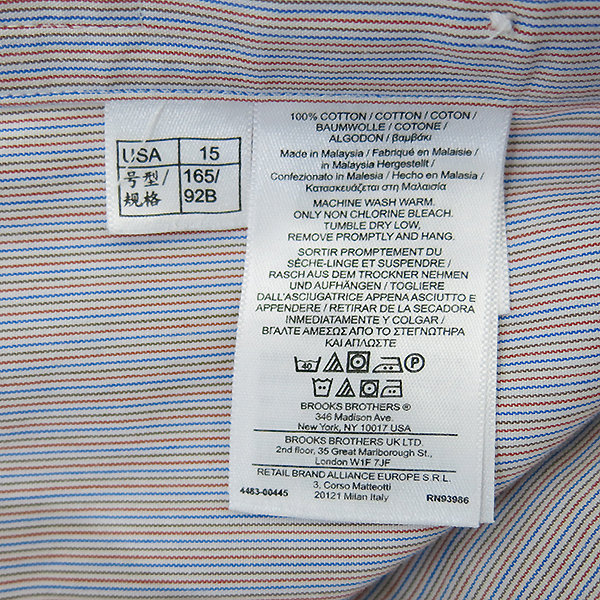 USA 15
号型/ 165/
规格 92B
100% COTTON / COTTON / COTON /
BAUMWOLLE / COTONE /
ALGODON / βαμβάκι
Made in Malaysia / Fabriqué en Malaisie /
in Malaysia Hergestellt /
Confezionato in Malesia / Hecho en Malasia /
Κατασκευάζεται στη Μαλαισία
MACHINE WASH WARM.
ONLY NON CHLORINE BLEACH.
TUMBLE DRY LOW,
REMOVE PROMPTLY AND HANG.
SORTIR PROMPTEMENT DU
SÉCHE-LINGE ET SUSPENDRE /
RASCH AUS DEM TROCKNER NEHMEN
UND AUFHÄNGEN / TOGLIERE
DALL'ASCIUGATRICE APPENA ASCIUTTO E
APPENDERE / RETIRAR DE LA SECADORA
INMEDIATAMENTE Y COLGAR /
ΒΓΑΛΤΕ ΑΜΕΣΩΣ ΑΠΟ ΤΟ ΣΤΕΓΝΩΤΗΡΙΟ
ΚΑΙ ΑΠΛΩΣΤΕ
40 P
BROOKS BROTHERS ®
346 Madison Ave.
New York, NY 10017 USA
BROOKS BROTHERS UK LTD.
2nd floor, 35 Great Marlborough St.,
London W1F 7JF
RETAIL BRAND ALLIANCE EUROPE S.R.L.
3, Corso Matteotti
4483-00445 20121 Milan Italy RN93986